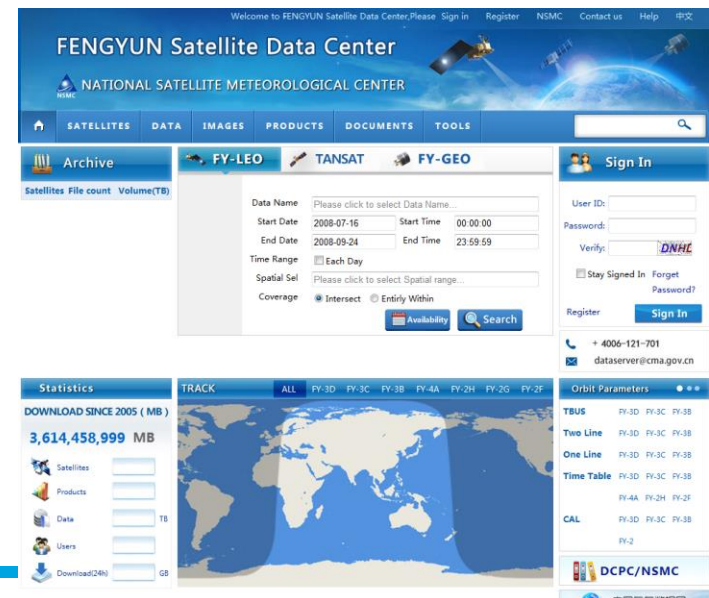 Welcome to FENGYUN Satellite Data Center,Please Sign in Register NSMC Contact us Help 中文
FENGYUN Satellite Data Center
NSMC NATIONAL SATELLITE METEOROLOGICAL CENTER
SATELLITES DATA IMAGES PRODUCTS DOCUMENTS TOOLS
Archive
Satellites File count Volume(TB)
FY-LEO TANSAT FY-GEO
Data Name Please click to select Data Name...
Start Date 2008-07-16 Start Time 00:00:00
End Date 2008-09-24 End Time 23:59:59
Time Range Each Day
Spatial Sel Please click to select Spatial range...
Coverage Intersect Entirly Within
Availability Search
Sign In
User ID:
Password:
Verify: DNHL
Stay Signed In Forget Password?
Register Sign In
+ 4006-121-701
dataserver@cma.gov.cn
Statistics
DOWNLOAD SINCE 2005 ( MB )
3,614,458,999 MB
Satellites
Products
Data TB
Users
Download(24h) GB
TRACK ALL FY-3D FY-3C FY-3B FY-4A FY-2H FY-2G FY-2F
Orbit Parameters
TBUS FY-3D FY-3C FY-3B
Two Line FY-3D FY-3C FY-3B
One Line FY-3D FY-3C FY-3B
Time Table FY-3D FY-3C FY-3B
FY-4A FY-2H FY-2F
CAL FY-3D FY-3C FY-3B
FY-2
DCPC/NSMC